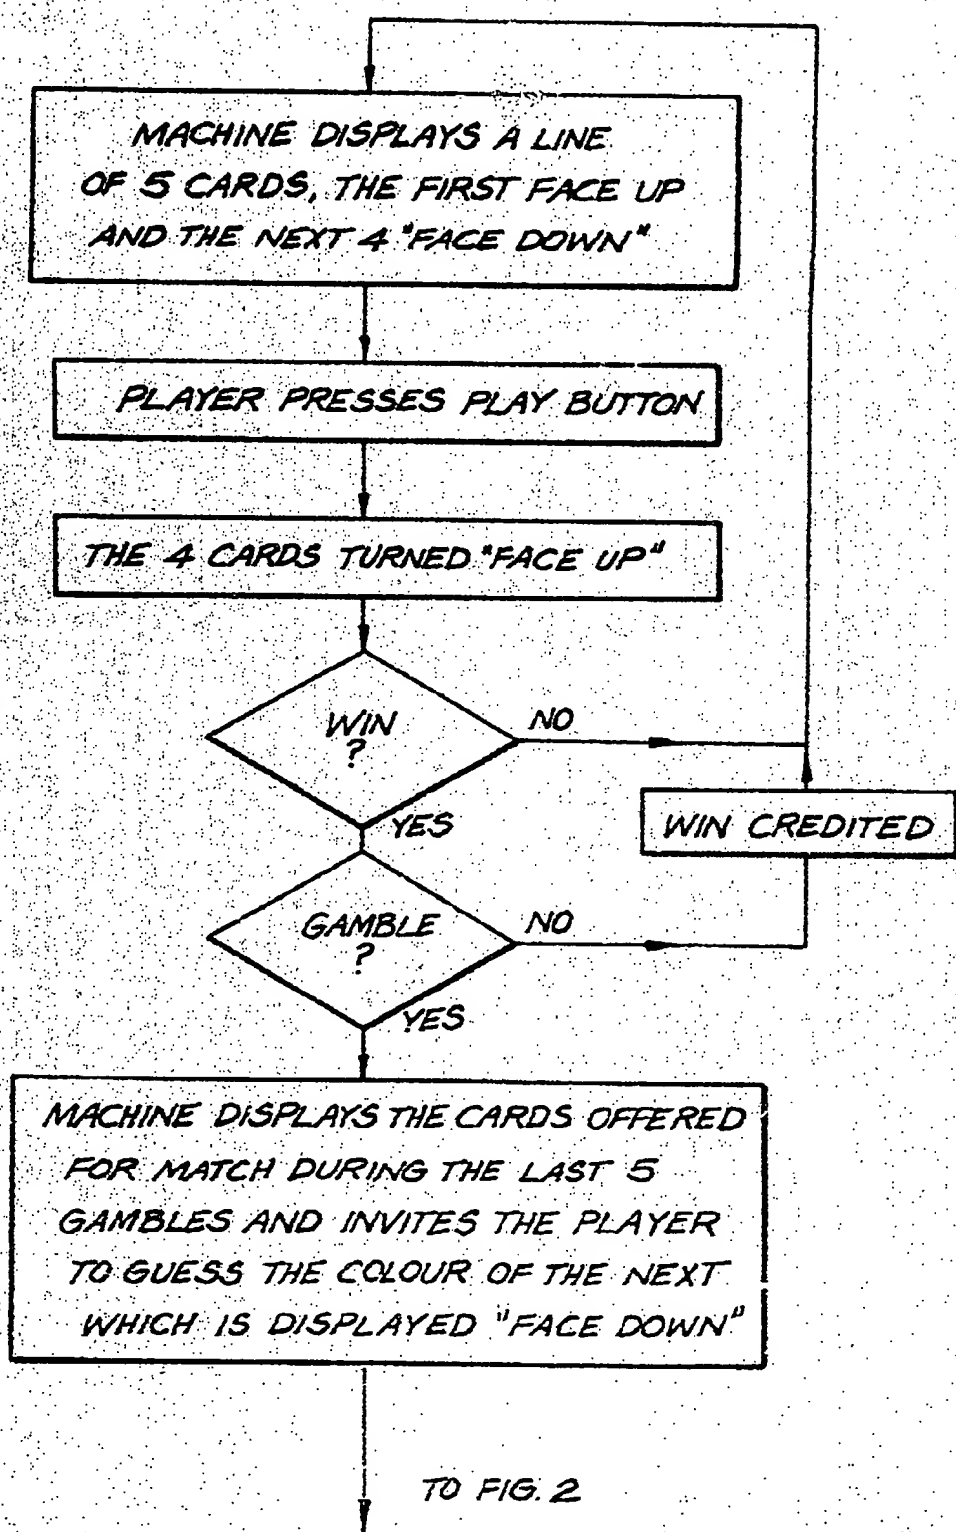 MACHINE DISPLAYS A LINE
OF 5 CARDS, THE FIRST FACE UP
AND THE NEXT 4 "FACE DOWN"
PLAYER PRESSES PLAY BUTTON
THE 4 CARDS TURNED "FACE UP"
WIN
?
NO
YES
WIN CREDITED
GAMBLE
?
NO
YES
MACHINE DISPLAYS THE CARDS OFFERED
FOR MATCH DURING THE LAST 5
GAMBLES AND INVITES THE PLAYER
TO GUESS THE COLOUR OF THE NEXT
WHICH IS DISPLAYED "FACE DOWN"
TO FIG. 2